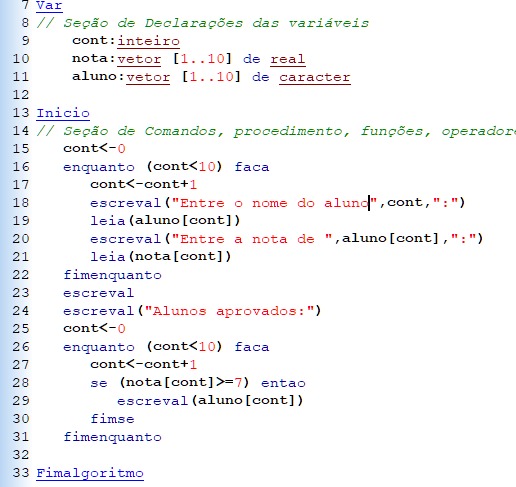 7 Var
8 // Seção de Declarações das variáveis
9 cont:inteiro
10 nota:vetor [1..10] de real
11 aluno:vetor [1..10] de caracter
12
13 Inicio
14 // Seção de Comandos, procedimento, funções,
15 cont<-0
16 enquanto (cont<10) faca
17 cont<-cont+1
18 escreval("Entre o nome do aluno",cont,":")
19 leia(aluno[cont])
20 escreval("Entre a nota de ",aluno[cont],":")
21 leia(nota[cont])
22 fimenquanto
23 escreval
24 escreval("Alunos aprovados:")
25 cont<-0
26 enquanto (cont<10) faca
27 cont<-cont+1
28 se (nota[cont]>=7) entao
29 escreval(aluno[cont])
30 fimse
31 fimenquanto
32
33 Fimalgoritmo